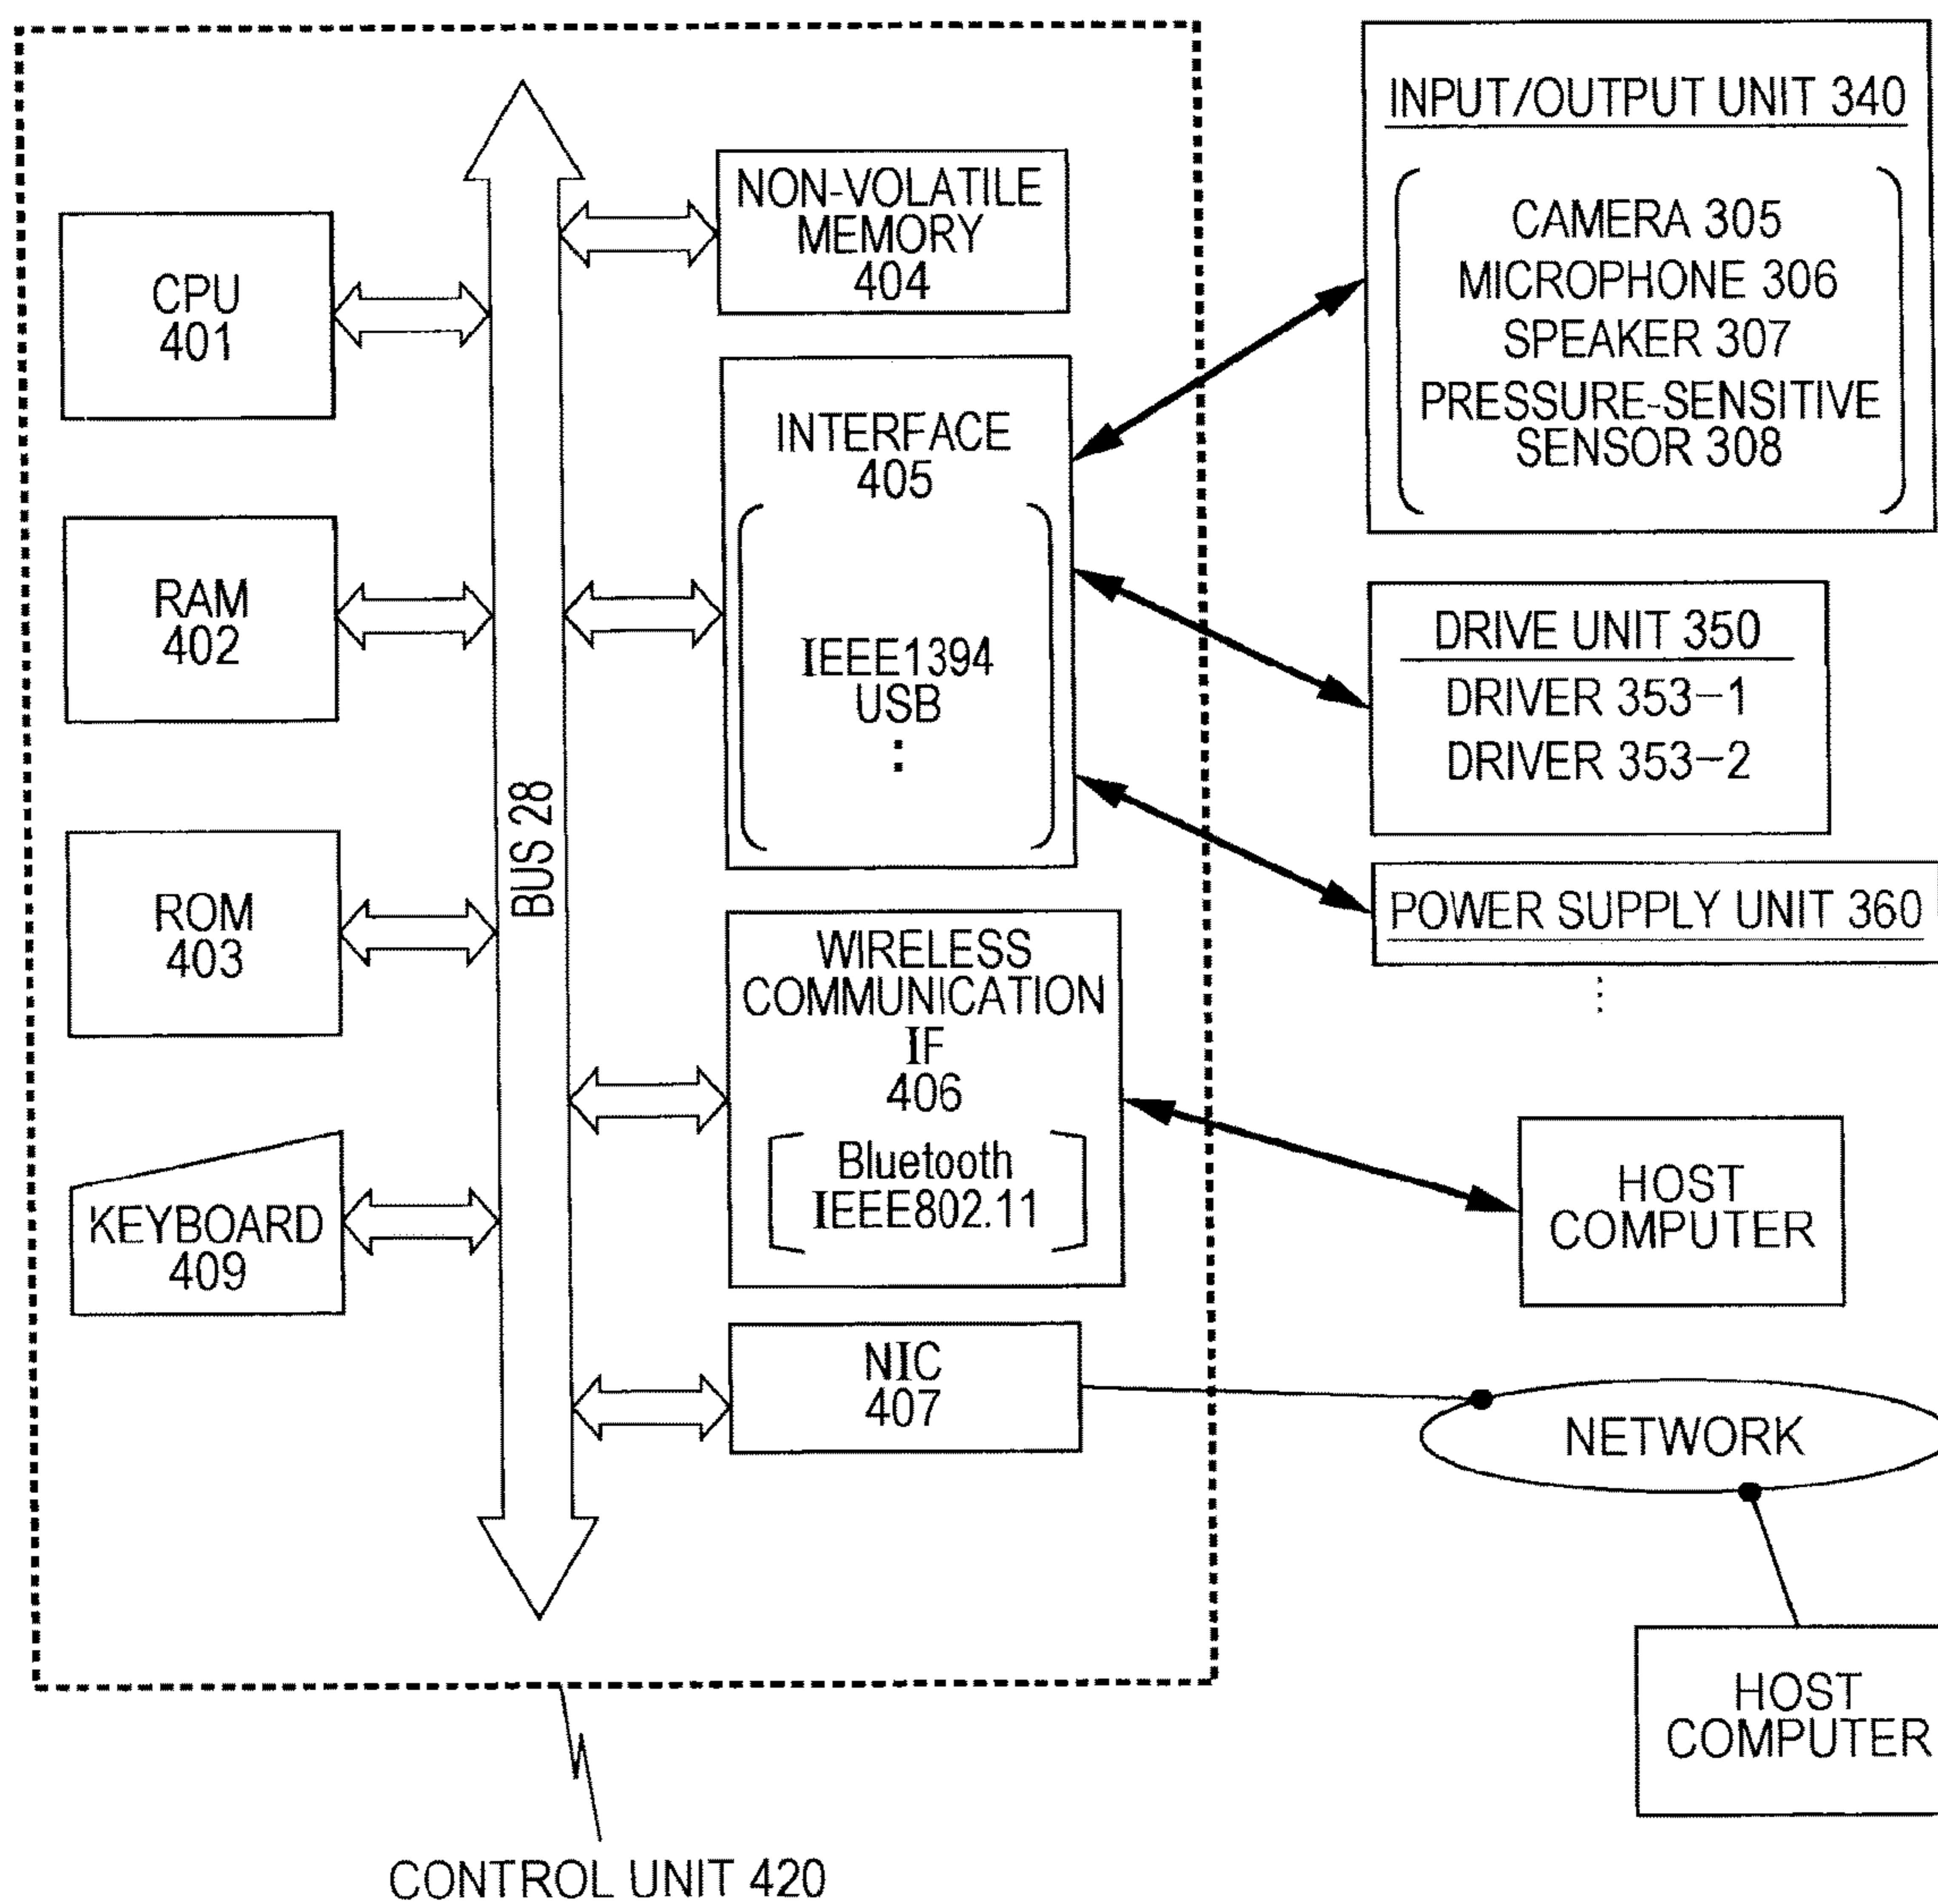 CPU
401
RAM
402
ROM
403
KEYBOARD
409
BUS 28
NON-VOLATILE
MEMORY
404
INTERFACE
405
IEEE1394
USB
⋮
WIRELESS
COMMUNICATION
IF
406
Bluetooth
IEEE802.11
NIC
407
INPUT/OUTPUT UNIT 340
CAMERA 305
MICROPHONE 306
SPEAKER 307
PRESSURE-SENSITIVE
SENSOR 308
DRIVE UNIT 350
DRIVER 353-1
DRIVER 353-2
POWER SUPPLY UNIT 360
⋮
HOST
COMPUTER
NETWORK
HOST
COMPUTER
CONTROL UNIT 420